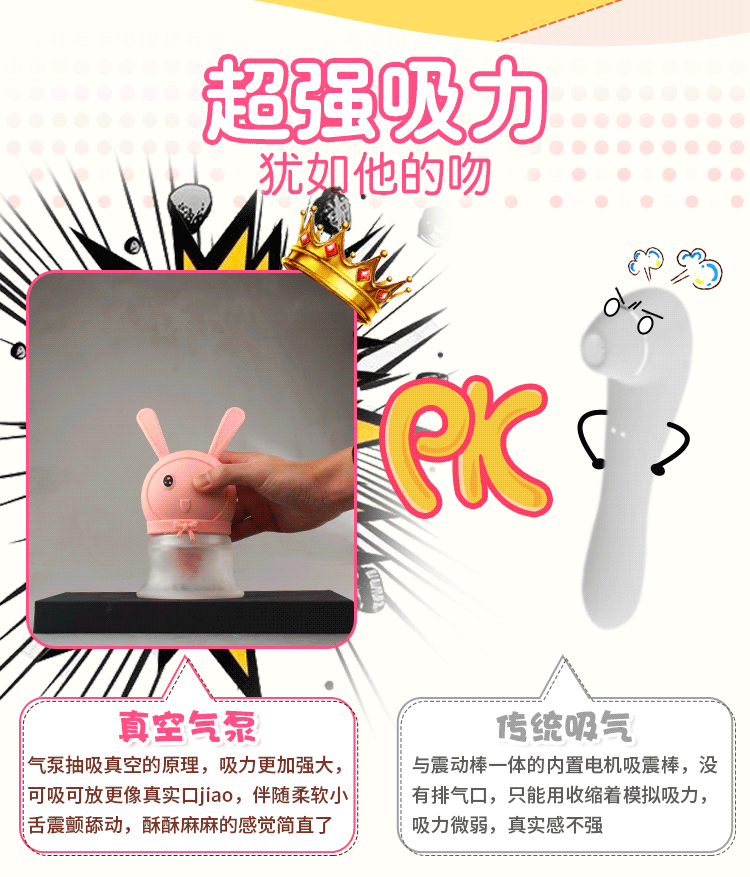 超强吸力
犹如他的吻
PK
真空气泵
气泵抽吸真空的原理，吸力更加强大，
可吸可放更像真实口jiao，伴随柔软小
舌震颤舔动，酥酥麻麻的感觉简直了
传统吸气
与震动棒一体的内置电机吸震棒，没
有排气口，只能用收缩着模拟吸力，
吸力微弱，真实感不强